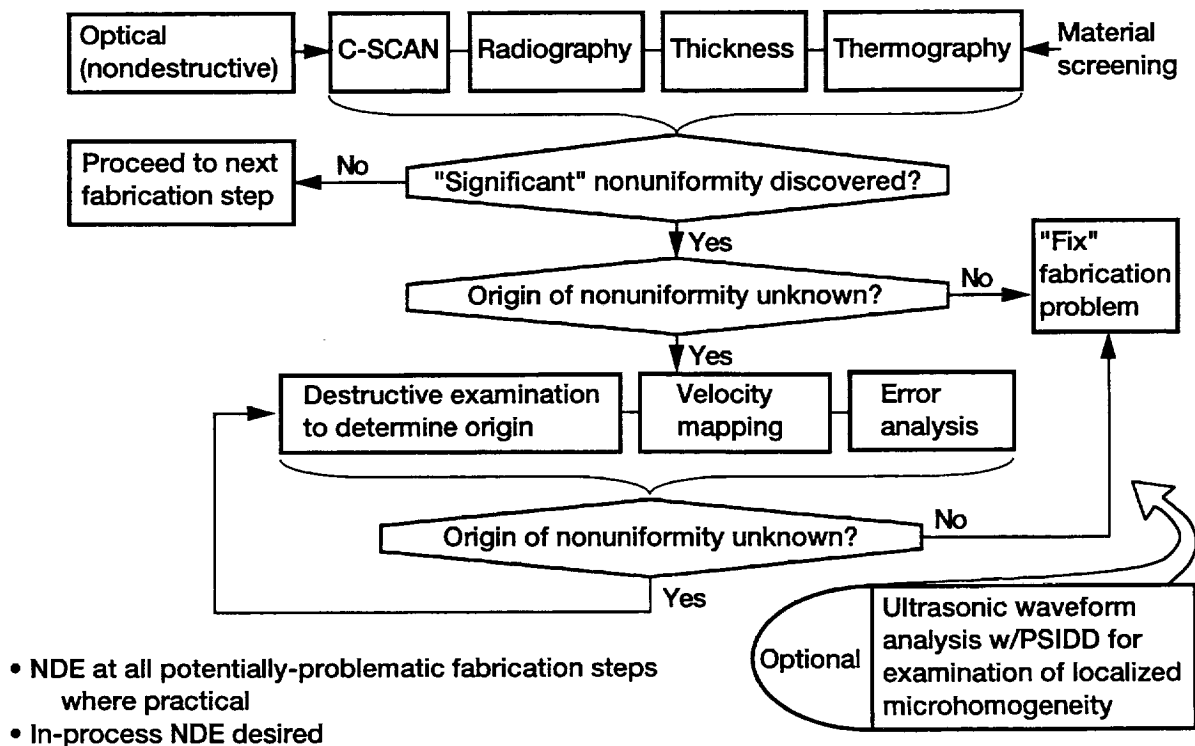 Optical
(nondestructive)
C-SCAN
Radiography
Thickness
Thermography
Material
screening
Proceed to next
fabrication step
No
"Significant" nonuniformity discovered?
Yes
"Fix"
fabrication
problem
No
Origin of nonuniformity unknown?
Yes
Destructive examination
to determine origin
Velocity
mapping
Error
analysis
No
Origin of nonuniformity unknown?
Yes
Optional
Ultrasonic waveform
analysis w/PSIDD for
examination of localized
microhomogeneity
• NDE at all potentially-problematic fabrication steps
where practical
• In-process NDE desired